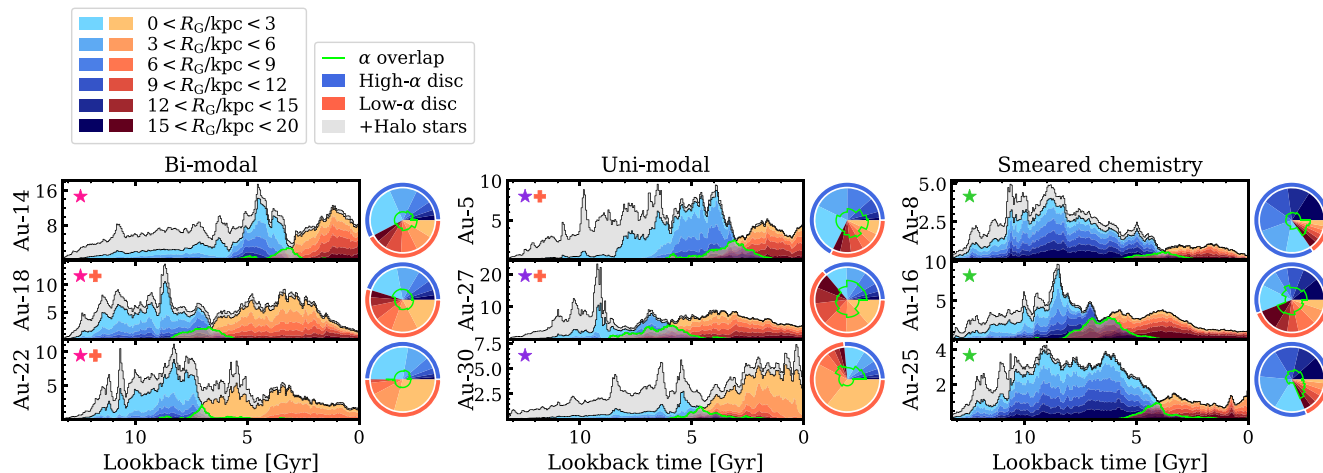 0 < R_G/kpc < 3
3 < R_G/kpc < 6
6 < R_G/kpc < 9
9 < R_G/kpc < 12
12 < R_G/kpc < 15
15 < R_G/kpc < 20
α overlap
High-α disc
Low-α disc
+Halo stars
Bi-modal
Uni-modal
Smeared chemistry
Au-14
16
8
Au-5
10
5
Au-8
5.0
2.5
Au-18
10
5
Au-27
20
10
Au-16
10
5
Au-22
10
5
Au-30
7.5
5.0
2.5
Au-25
4
2
10 5 0
10 5 0
10 5 0
Lookback time [Gyr]
Lookback time [Gyr]
Lookback time [Gyr]